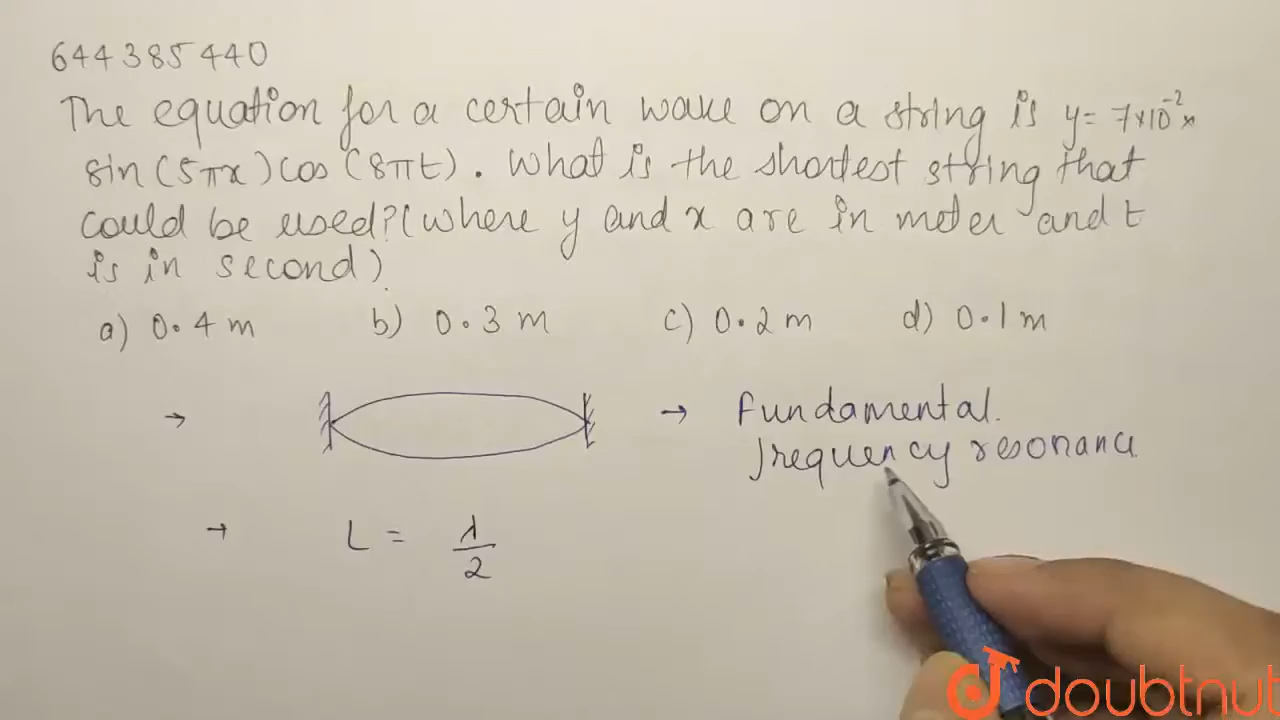 644385440
The equation for a certain wave on a string is y= 7×10⁻² ×
sin(5πx)cos(8πt). What is the shortest string that
could be used?(where y and x are in meter and t
is in second)
a) 0.4 m b) 0.3 m c) 0.2 m d) 0.1 m
→ → Fundamental.
frequency resonanc
→ L = λ/2
doubtnut